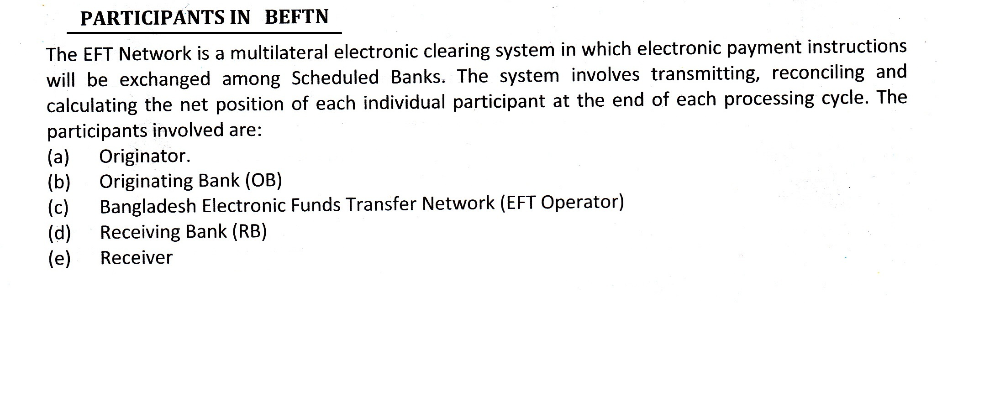 PARTICIPANTS IN BEFTN
The EFT Network is a multilateral electronic clearing system in which electronic payment instructions
will be exchanged among Scheduled Banks. The system involves transmitting, reconciling and
calculating the net position of each individual participant at the end of each processing cycle. The
participants involved are:
(a) Originator.
(b) Originating Bank (OB)
(c) Bangladesh Electronic Funds Transfer Network (EFT Operator)
(d) Receiving Bank (RB)
(e) Receiver